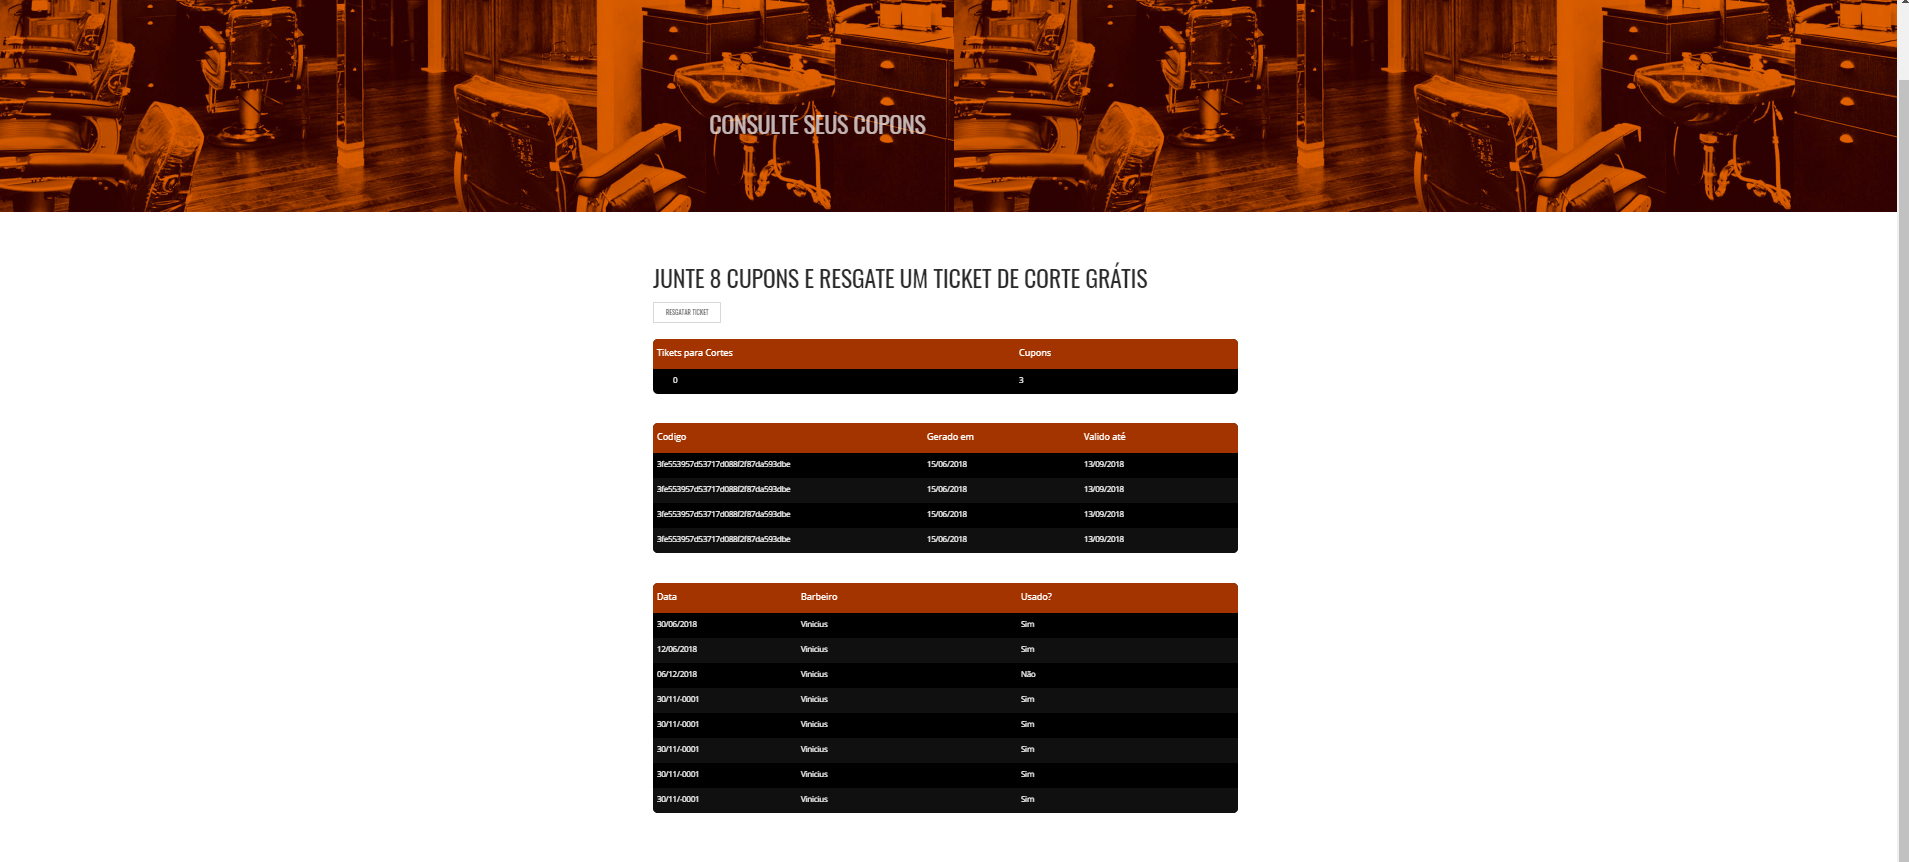 CONSULTE SEUS COPONS
JUNTE 8 CUPONS E RESGATE UM TICKET DE CORTE GRÁTIS
RESGATAR TICKET
Tikets para Cortes Cupons
0 3
Codigo Gerado em Valido até
3fe553957d53717d088f2f87da593dbe 15/06/2018 13/09/2018
3fe553957d53717d088f2f87da593dbe 15/06/2018 13/09/2018
3fe553957d53717d088f2f87da593dbe 15/06/2018 13/09/2018
3fe553957d53717d088f2f87da593dbe 15/06/2018 13/09/2018
Data Barbeiro Usado?
30/06/2018 Vinicius Sim
12/06/2018 Vinicius Sim
06/12/2018 Vinicius Não
30/11/-0001 Vinicius Sim
30/11/-0001 Vinicius Sim
30/11/-0001 Vinicius Sim
30/11/-0001 Vinicius Sim
30/11/-0001 Vinicius Sim